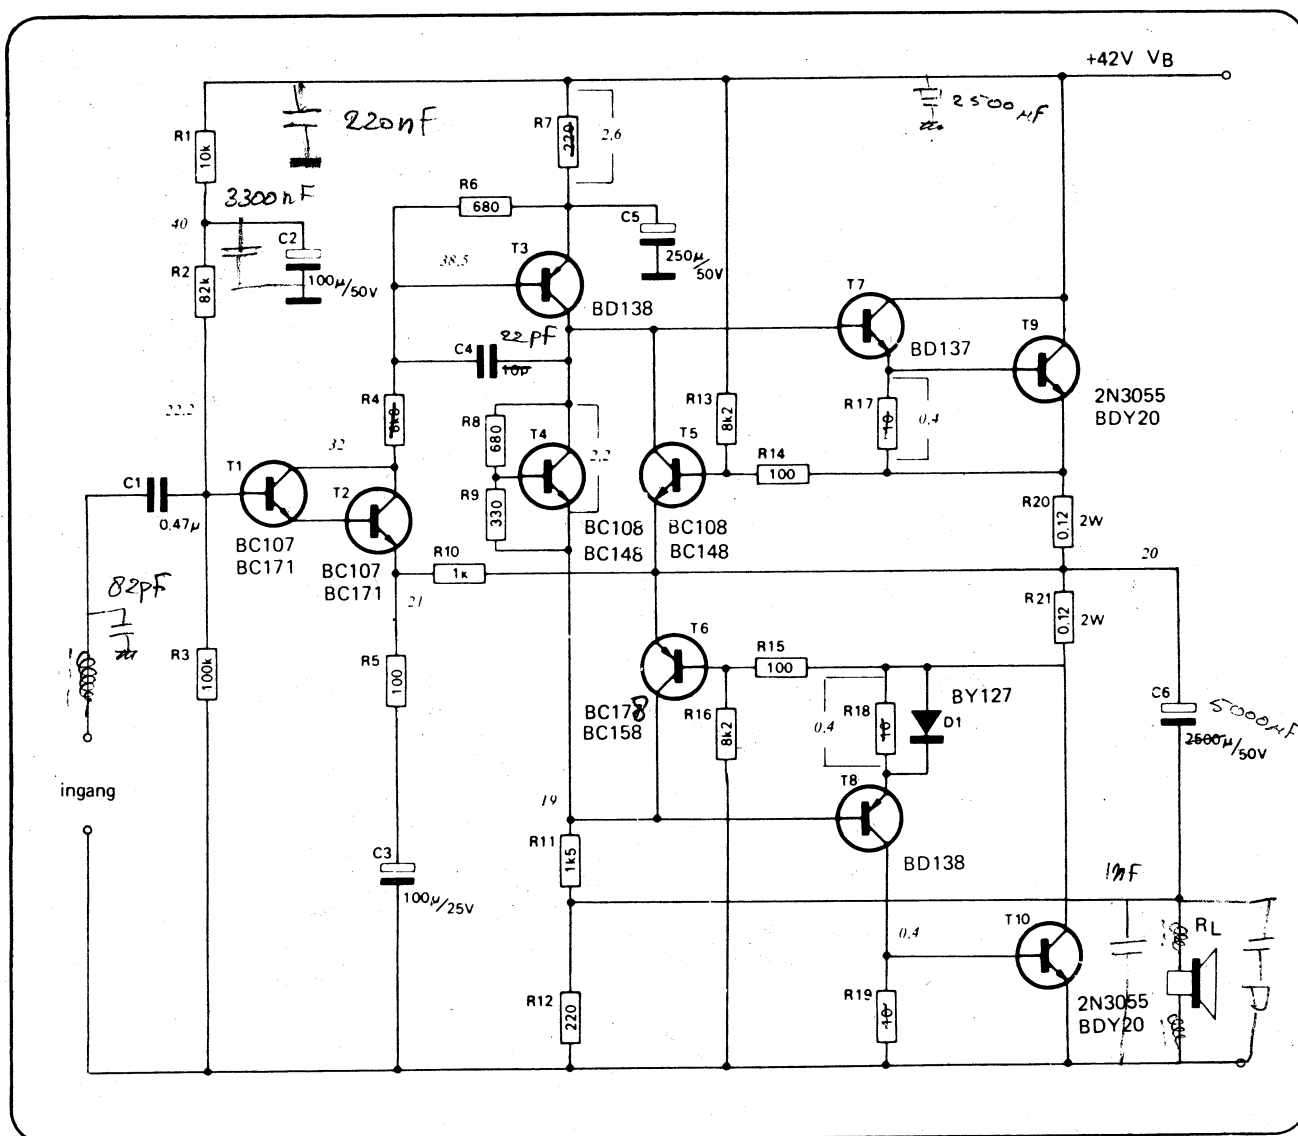 +42V VB
2500µF
220nF
R1
10k
R7
220
2,6
3300nF
R6
680
40
C2
100µ/50V
R2
82k
C5
250µ/50V
38,5
T3
BD138
T7
BD137
T9
2N3055
BDY20
22pF
C4
10µ
R4
6k8
R13
8k2
R17
10
0,4
22,2
32
R8
680
T4
2,2
T5
R14
100
C1
0,47µ
T1
T2
R9
330
R20
0.12
2W
BC107
BC171
BC107
BC171
BC108
BC148
BC108
BC148
R10
1k
20
21
82pF
R21
0.12
2W
R3
100k
R5
100
T6
R15
100
BC178
BC158
R16
8k2
0,4
R18
10
BY127
D1
C6
5000µF
2500µ/50V
ingang
T8
BD138
19
R11
1k5
C3
100µ/25V
1nF
0,4
T10
RL
R12
220
R19
10
2N3055
BDY20